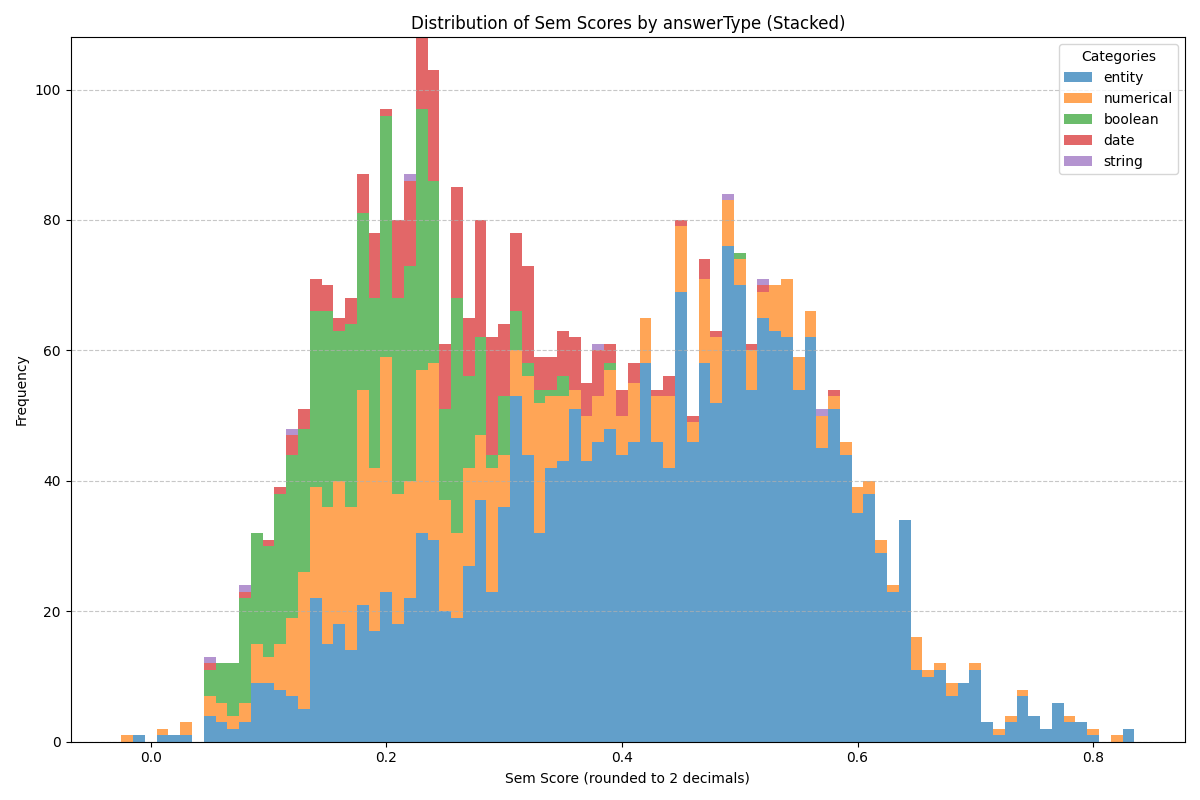 Distribution of Sem Scores by answerType (Stacked)
Categories
entity
numerical
boolean
date
string
Frequency
100
80
60
40
20
0
0.0 0.2 0.4 0.6 0.8
Sem Score (rounded to 2 decimals)